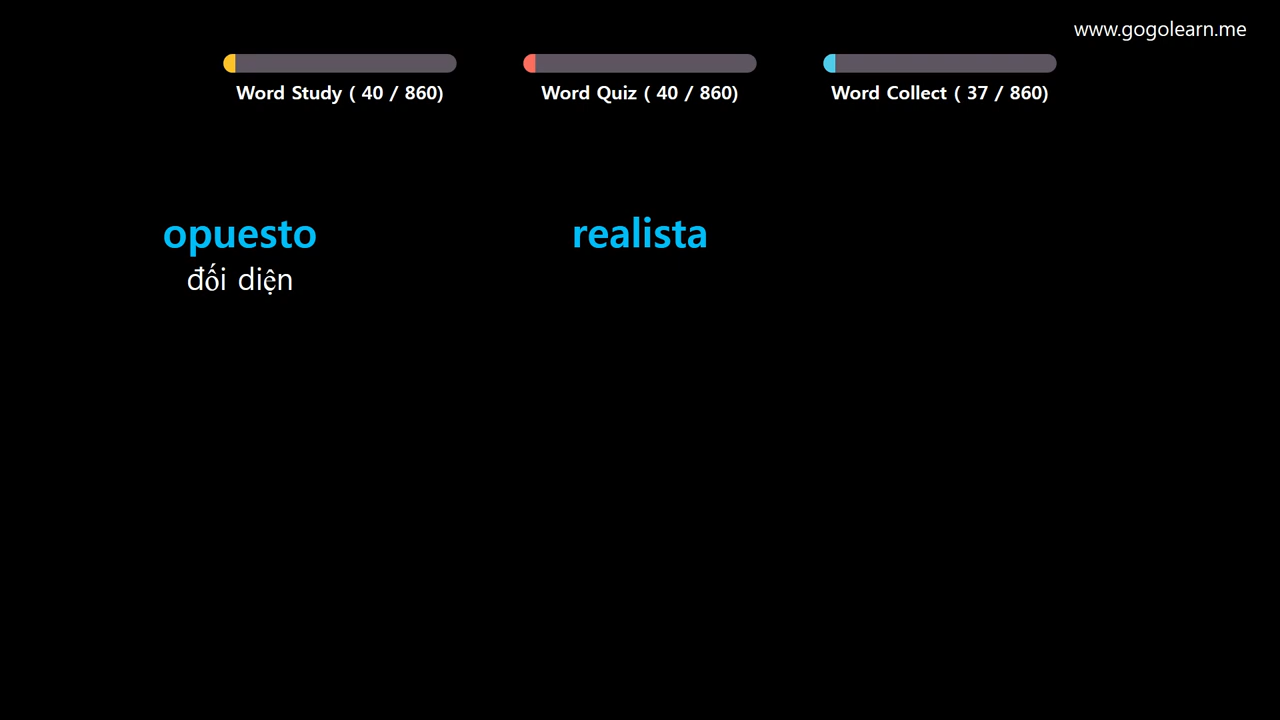 www.gogolearn.me
Word Study ( 40 / 860)
Word Quiz ( 40 / 860)
Word Collect ( 37 / 860)
opuesto
đối diện
realista